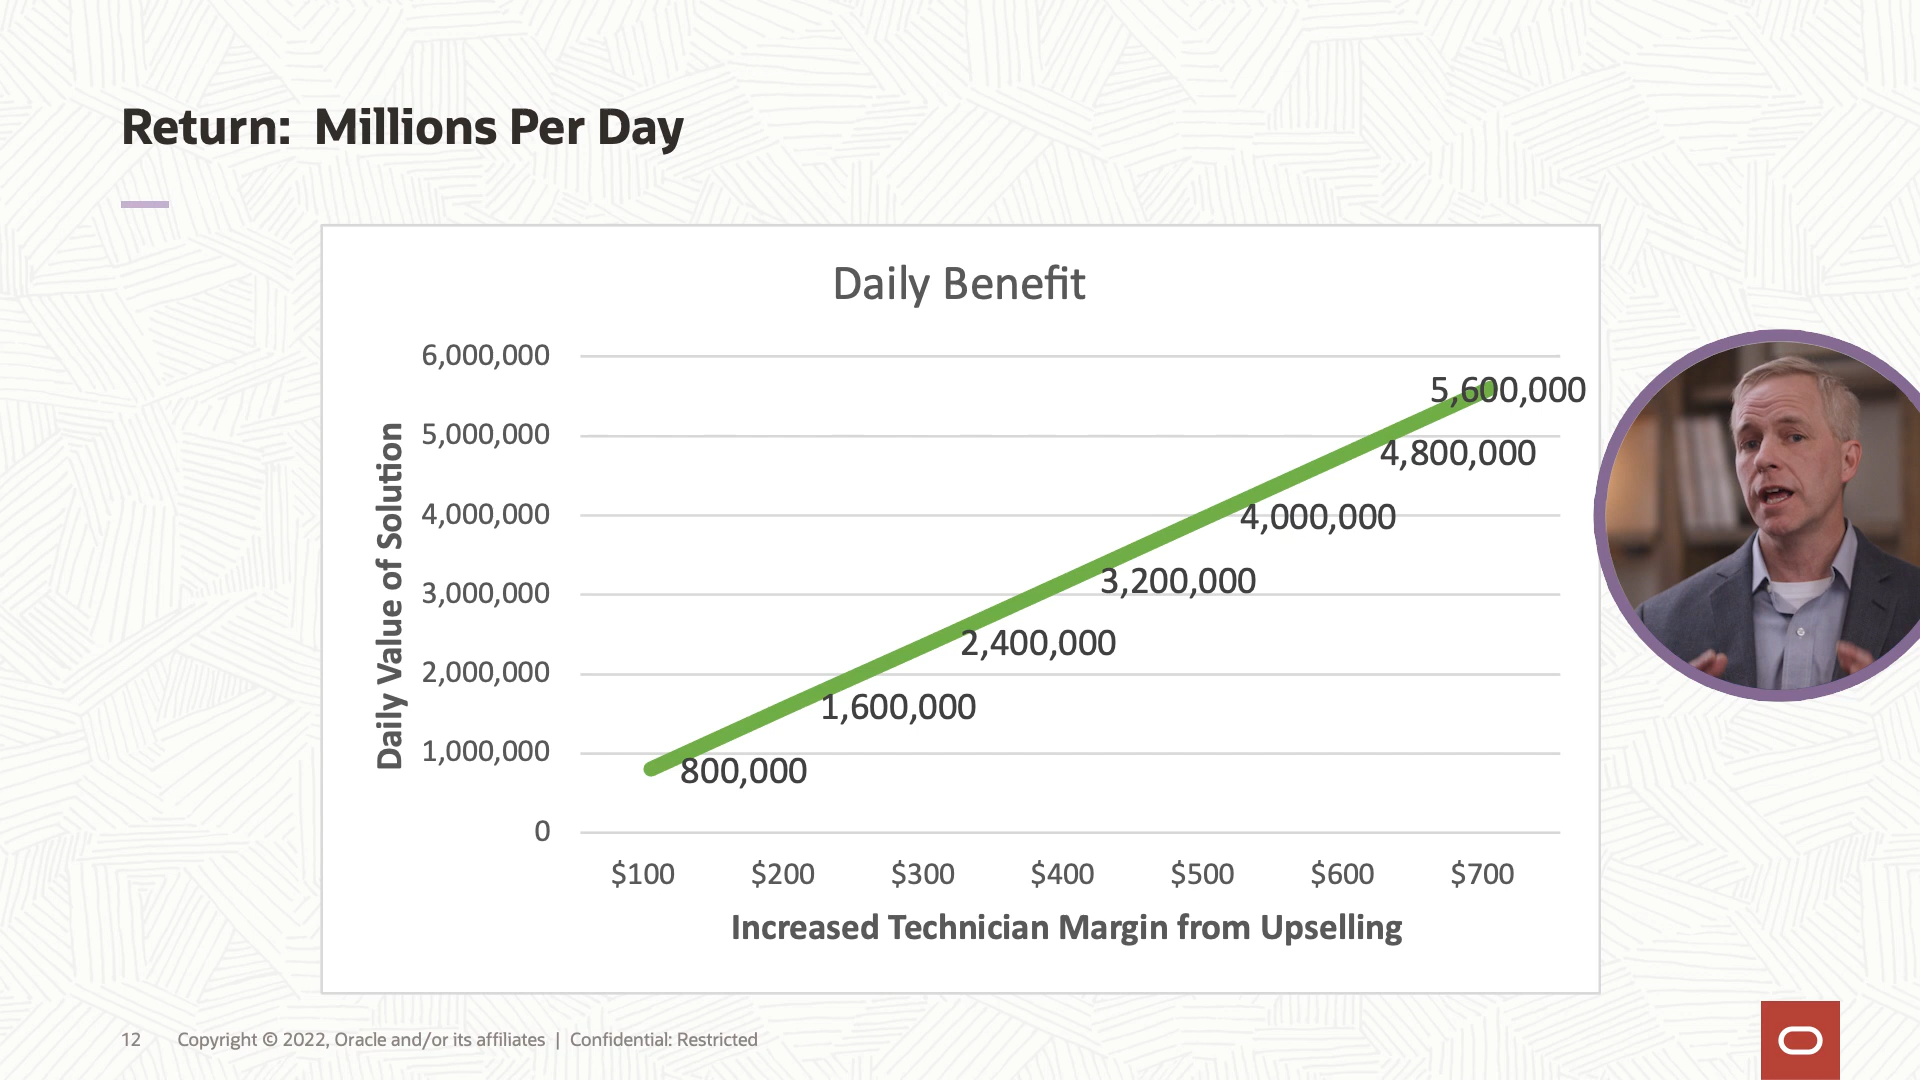 Return:  Millions Per Day
Daily Benefit
6,000,000
5,000,000
4,000,000
3,000,000
2,000,000
1,000,000
0
Daily Value of Solution
5,600,000
4,800,000
4,000,000
3,200,000
2,400,000
1,600,000
800,000
$100 $200 $300 $400 $500 $600 $700
Increased Technician Margin from Upselling
12 Copyright © 2022, Oracle and/or its affiliates | Confidential: Restricted